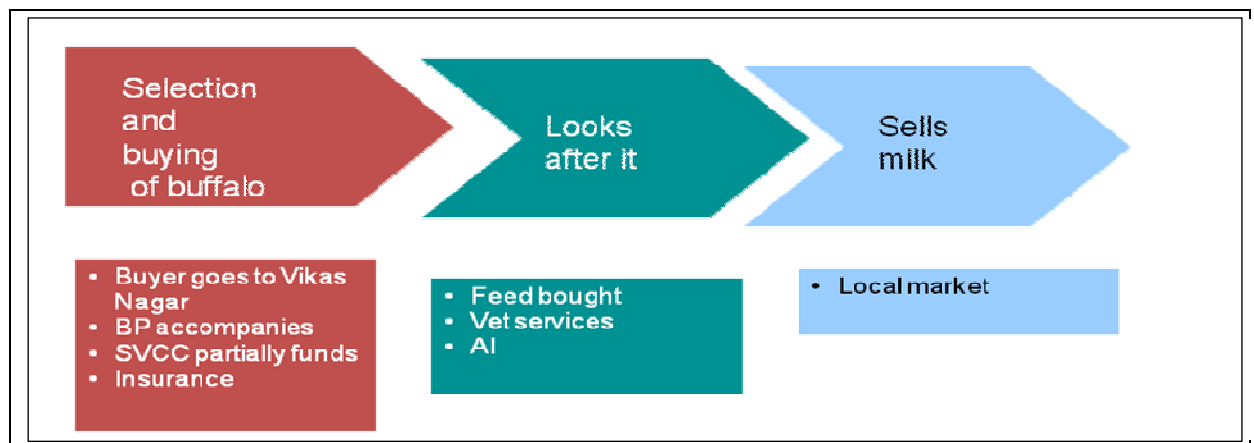 Selection
and
buying
of buffalo
Looks
after it
Sells
milk
• Buyer goes to Vikas
Nagar
• BP accompanies
• SVCC partially funds
• Insurance
• Feed bought
• Vet services
• AI
• Local market